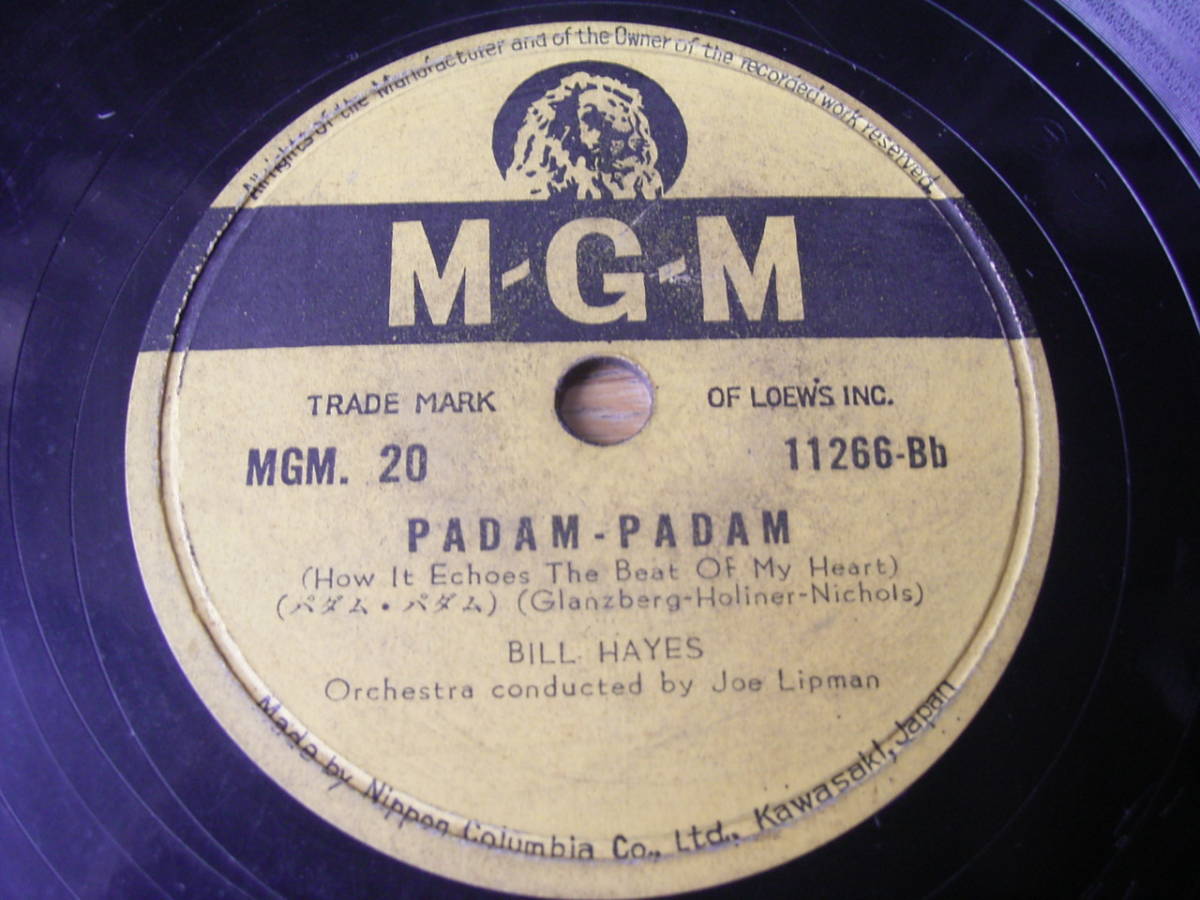 All rights of the Manufacturer and of the Owner of the recorded work reserved
M-G-M
TRADE MARK OF LOEW'S INC.
MGM. 20 11266-Bb
PADAM-PADAM
(How It Echoes The Beat Of My Heart)
(パダム・パダム) (Glanzberg-Holiner-Nichols)
BILL HAYES
Orchestra conducted by Joe Lipman
Made by Nippon Columbia Co., Ltd., Kawasaki, Japan